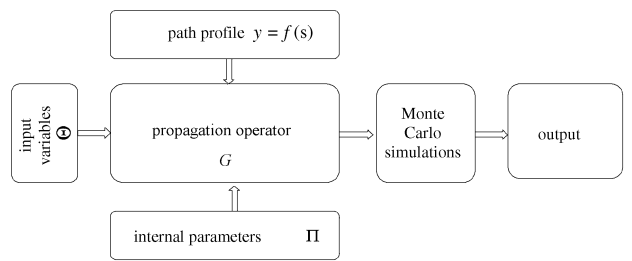 path profile y = f (s)
input
variables Θ
propagation operator
G
Monte
Carlo
simulations
output
internal parameters Π